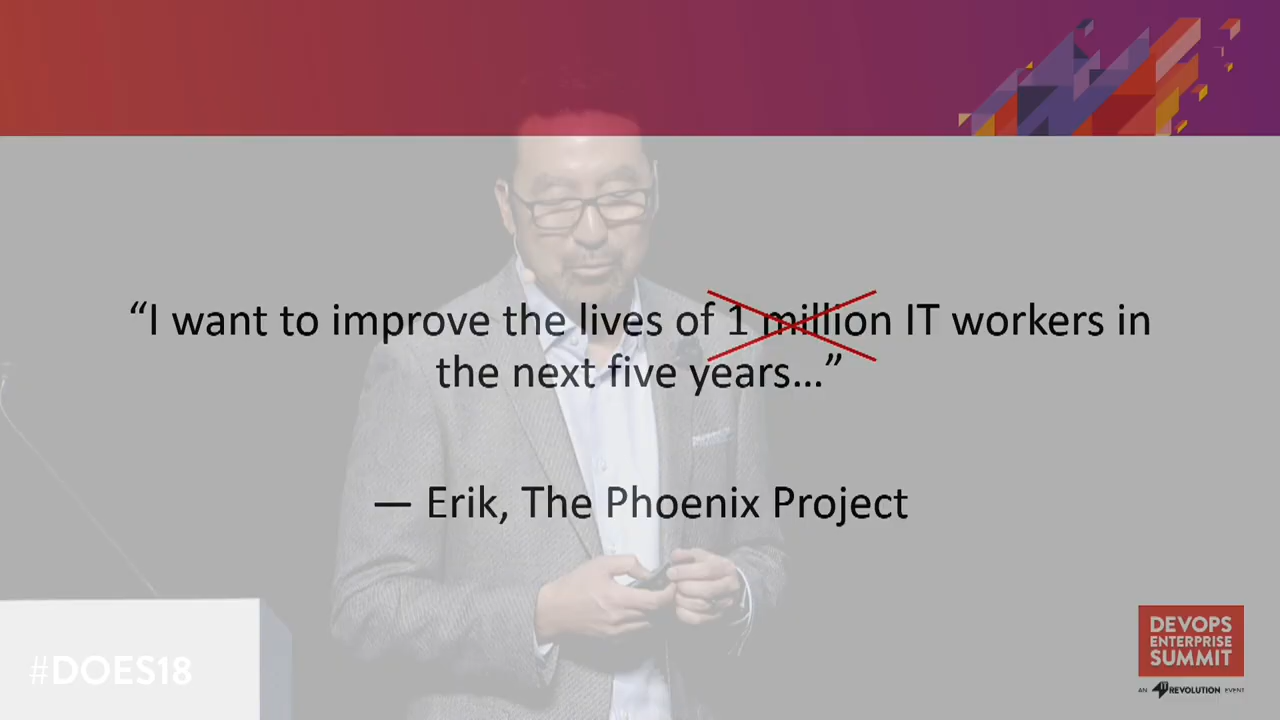 “I want to improve the lives of 1 million IT workers in
the next five years…”
— Erik, The Phoenix Project
#DOES18
DEVOPS
ENTERPRISE
SUMMIT
AN IT REVOLUTION EVENT